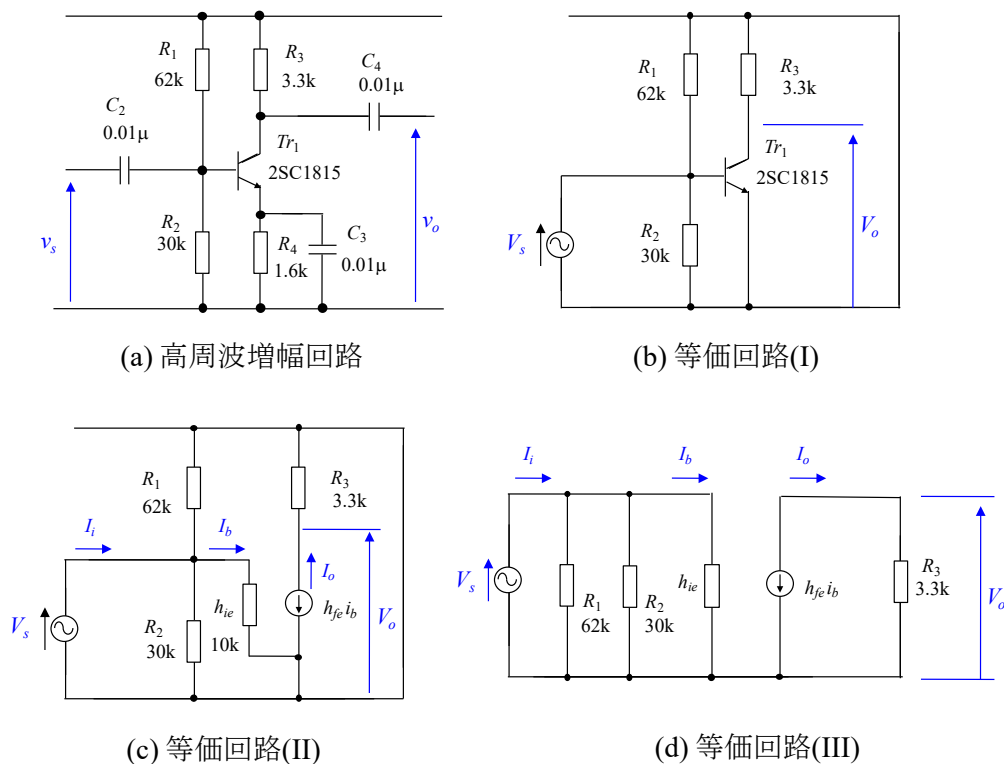 R1
62k
R3
3.3k
C4
0.01μ
C2
0.01μ
Tr1
2SC1815
R2
30k
R4
1.6k
C3
0.01μ
vs
vo
(a) 高周波増幅回路
R1
62k
R3
3.3k
Tr1
2SC1815
R2
30k
Vs
Vo
(b) 等価回路(I)
R1
62k
R3
3.3k
Ii
Ib
Io
hie
10k
hfeib
R2
30k
Vs
Vo
(c) 等価回路(II)
Ii
Ib
Io
Vs
R1
62k
R2
30k
hie
hfeib
R3
3.3k
Vo
(d) 等価回路(III)